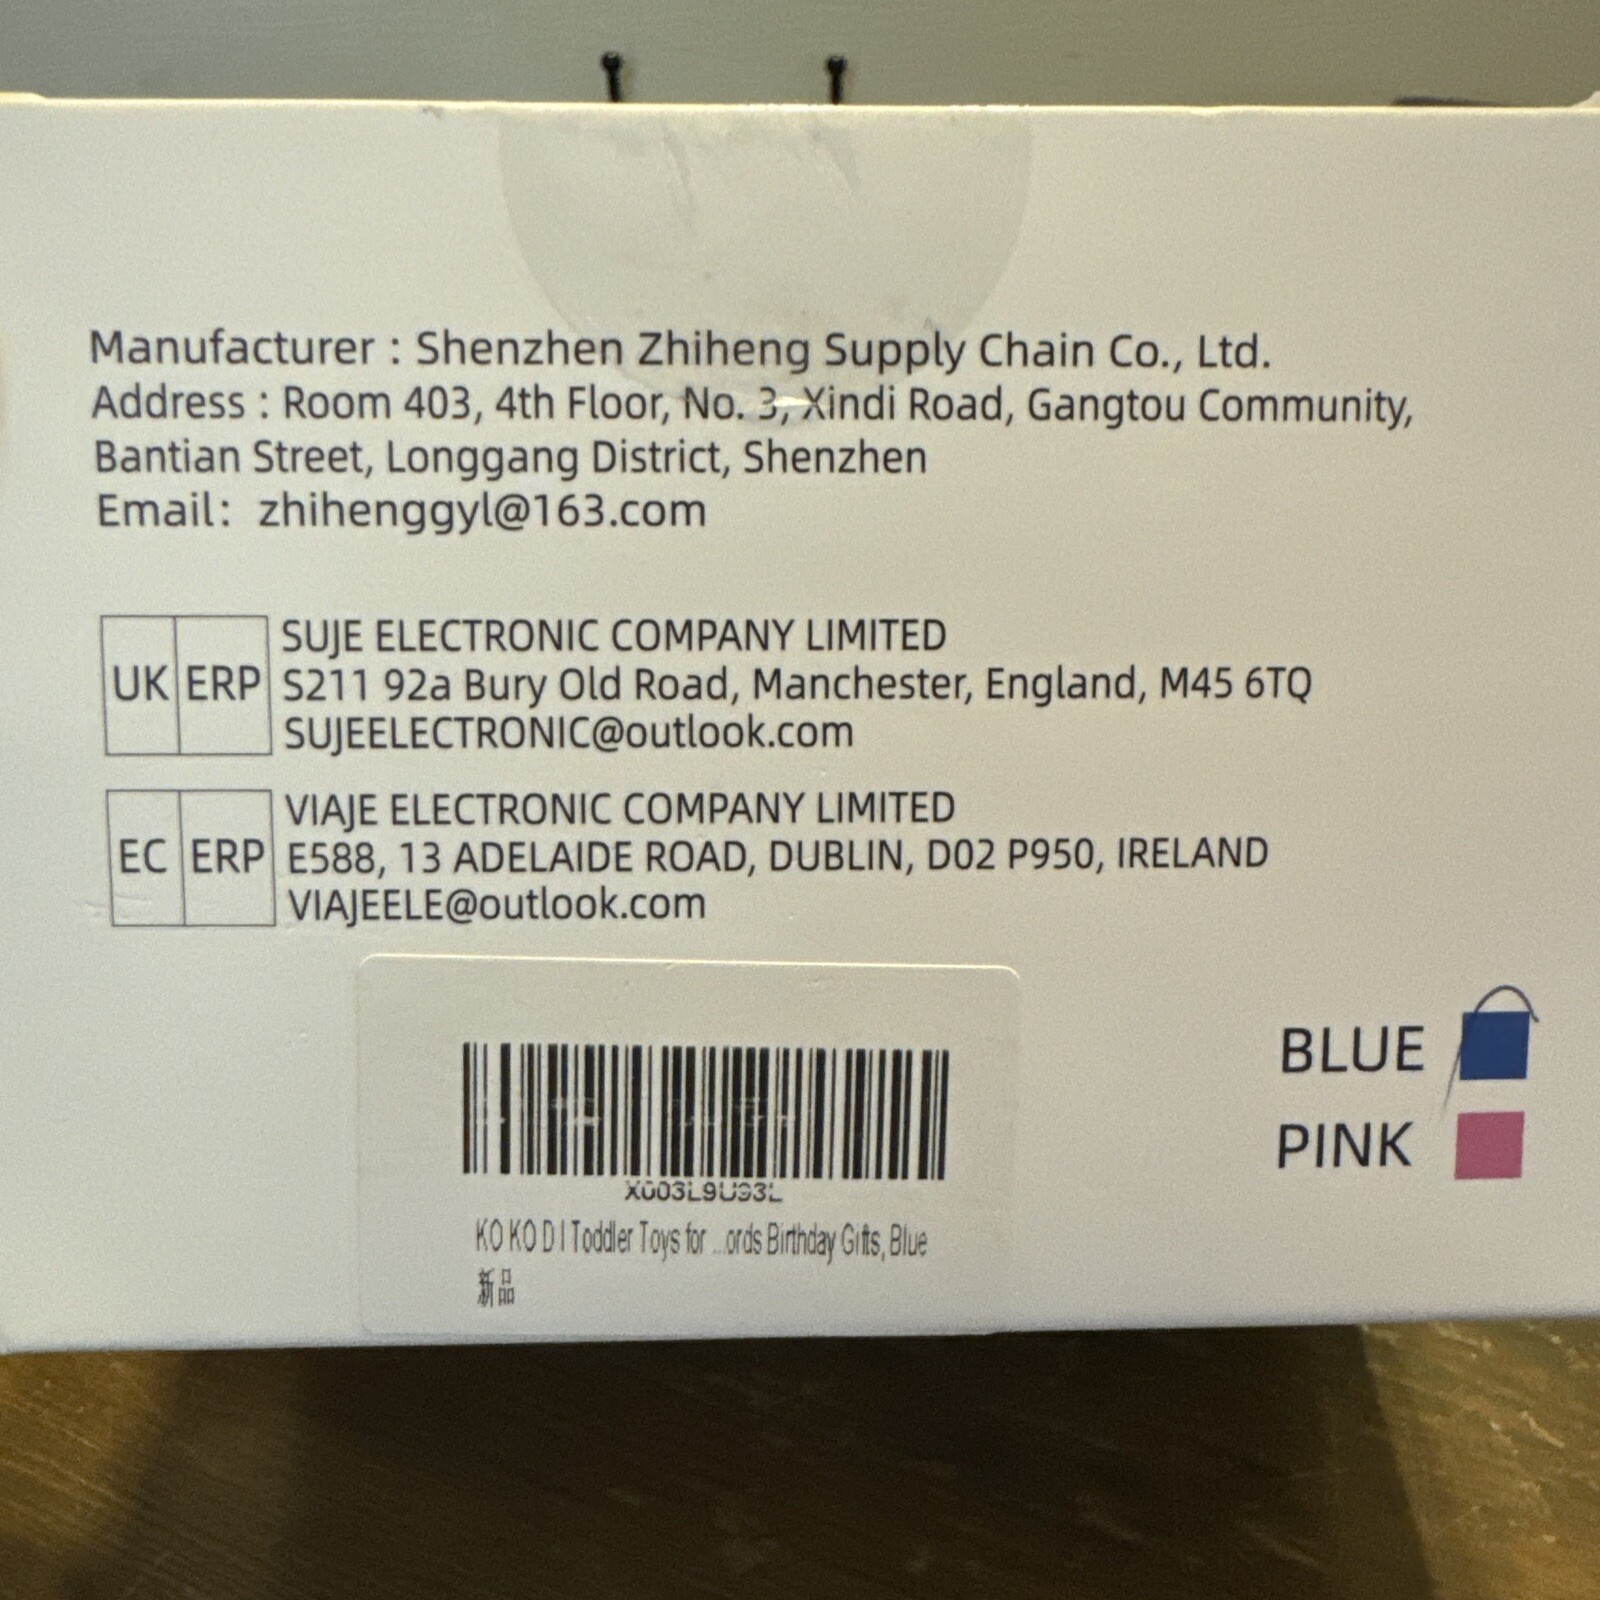 Manufacturer : Shenzhen Zhiheng Supply Chain Co., Ltd.
Address : Room 403, 4th Floor, No. 3, Xindi Road, Gangtou Community,
Bantian Street, Longgang District, Shenzhen
Email: zhihenggyl@163.com
UK ERP
SUJE ELECTRONIC COMPANY LIMITED
S211 92a Bury Old Road, Manchester, England, M45 6TQ
SUJEELECTRONIC@outlook.com
EC ERP
VIAJE ELECTRONIC COMPANY LIMITED
E588, 13 ADELAIDE ROAD, DUBLIN, D02 P950, IRELAND
VIAJEELE@outlook.com
BLUE
PINK
KO KO D I Toddler Toys for ...ords Birthday Gifts, Blue
新品